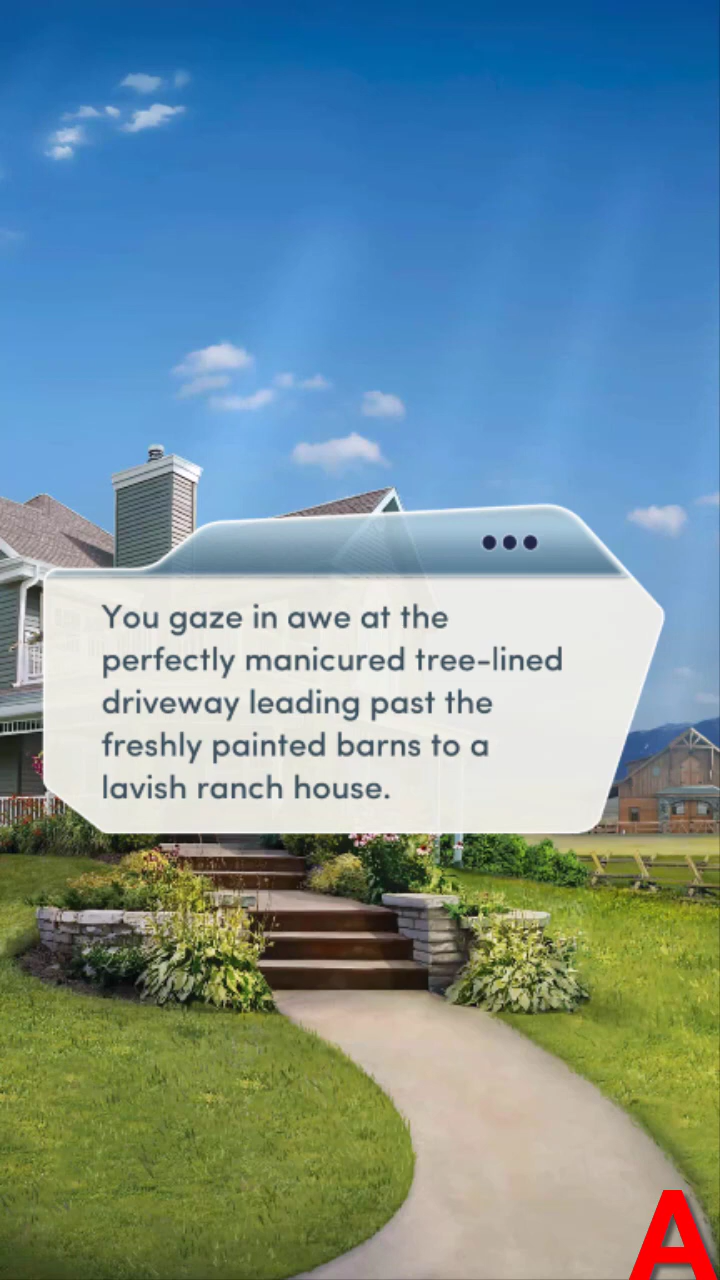 You gaze in awe at the
perfectly manicured tree-lined
driveway leading past the
freshly painted barns to a
lavish ranch house.
A